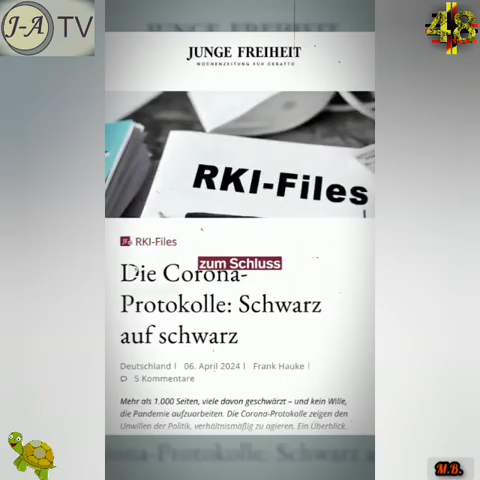 J-A TV
48
JUNGE FREIHEIT
WOCHENZEITUNG FÜR DEBATTE
RKI-Files
JF+ RKI-Files
zum Schluss
Die Corona-
Protokolle: Schwarz
auf schwarz
Deutschland | 06. April 2024 | Frank Hauke |
5 Kommentare
Mehr als 1.000 Seiten, viele davon geschwärzt – und kein Wille,
die Pandemie aufzuarbeiten. Die Corona-Protokolle zeigen den
Unwillen der Politik, verhältnismäßig zu agieren. Ein Überblick.
M.B.